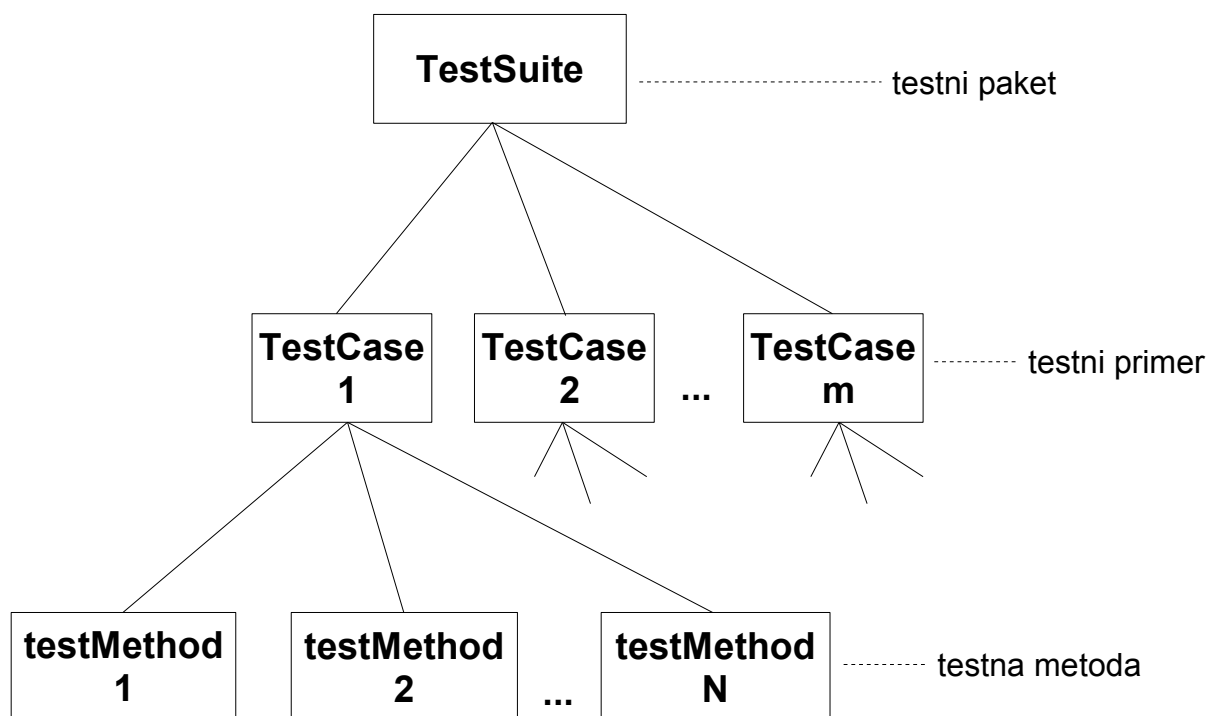 TestSuite
testni paket
TestCase
1
TestCase
2
...
TestCase
m
testni primer
testMethod
1
testMethod
2
...
testMethod
N
testna metoda